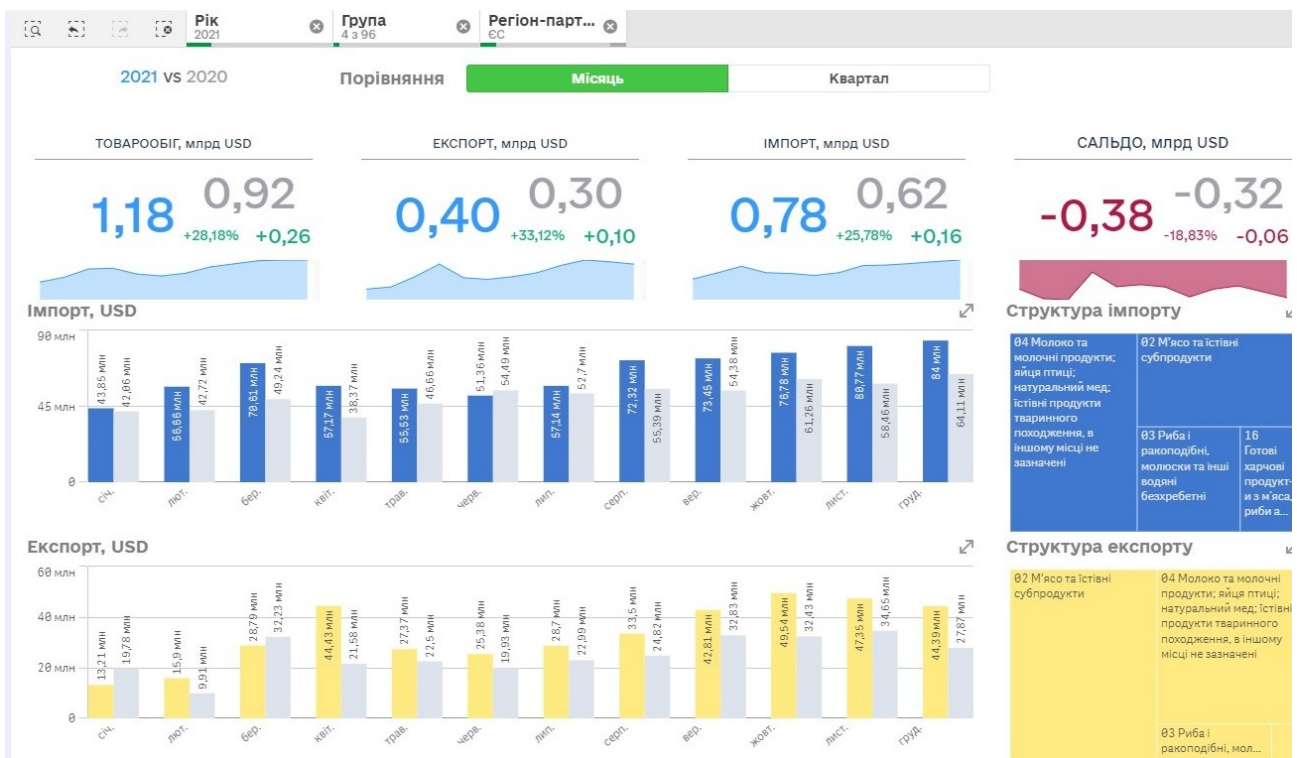 Рік
2021
Група
4 з 96
Регіон-парт...
ЄС
2021 vs 2020
Порівняння
Місяць
Квартал
ТОВАРООБІГ, млрд USD
1,18
0,92
+28,18% +0,26
ЕКСПОРТ, млрд USD
0,40
0,30
+33,12% +0,10
ІМПОРТ, млрд USD
0,78
0,62
+25,78% +0,16
САЛЬДО, млрд USD
-0,38
-0,32
-18,83% -0,06
Імпорт, USD
90 млн
45 млн
0
43,85 млн
42,06 млн
56,66 млн
42,72 млн
70,61 млн
49,24 млн
57,17 млн
38,37 млн
55,53 млн
46,66 млн
51,36 млн
54,49 млн
57,14 млн
52,7 млн
72,32 млн
55,39 млн
73,45 млн
54,38 млн
76,78 млн
61,26 млн
80,77 млн
58,46 млн
84 млн
64,11 млн
січ.
лют.
бер.
квіт.
трав.
черв.
лип.
серп.
вер.
жовт.
лист.
груд.
Структура імпорту
04 Молоко та
молочні продукти;
яйця птиці;
натуральний мед;
їстівні продукти
тваринного
походження, в
іншому місці не
зазначені
02 М'ясо та їстівні
субпродукти
03 Риба і
ракоподібні,
молюски та інші
водяні
безхребетні
16
Готові
харчові
продукт-
и з м'яса,
риби а...
Експорт, USD
60 млн
40 млн
20 млн
0
13,21 млн
19,78 млн
15,9 млн
9,91 млн
28,79 млн
32,23 млн
44,43 млн
21,58 млн
27,37 млн
22,5 млн
25,38 млн
19,93 млн
28,7 млн
22,99 млн
33,5 млн
24,82 млн
42,81 млн
32,83 млн
49,54 млн
32,43 млн
47,35 млн
34,65 млн
44,39 млн
27,87 млн
січ.
лют.
бер.
квіт.
трав.
черв.
лип.
серп.
вер.
жовт.
лист.
груд.
Структура експорту
02 М'ясо та їстівні
субпродукти
04 Молоко та молочні
продукти; яйця птиці;
натуральний мед; їстівні
продукти тваринного
походження, в іншому
місці не зазначені
03 Риба і
ракоподібні, мол...